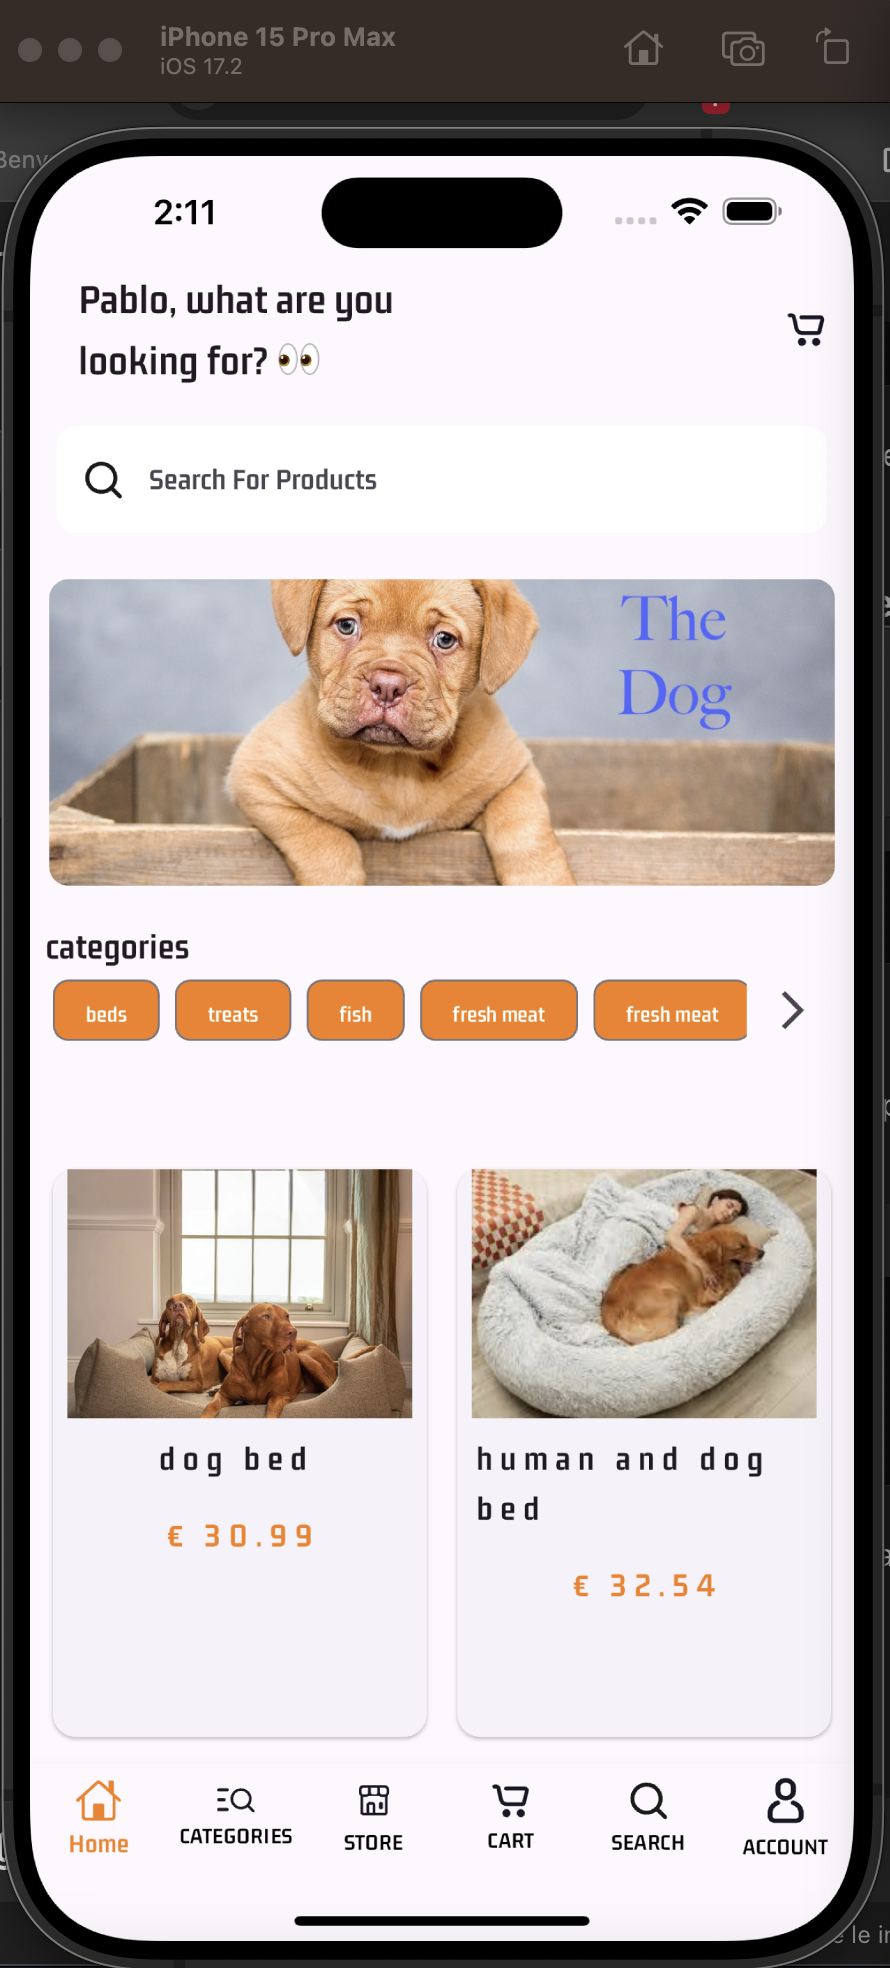 iPhone 15 Pro Max
iOS 17.2
2:11
Pablo, what are you
looking for? 👀
Search For Products
The
Dog
categories
beds treats fish fresh meat fresh meat
dog bed
€ 30.99
human and dog
bed
€ 32.54
Home CATEGORIES STORE CART SEARCH ACCOUNT